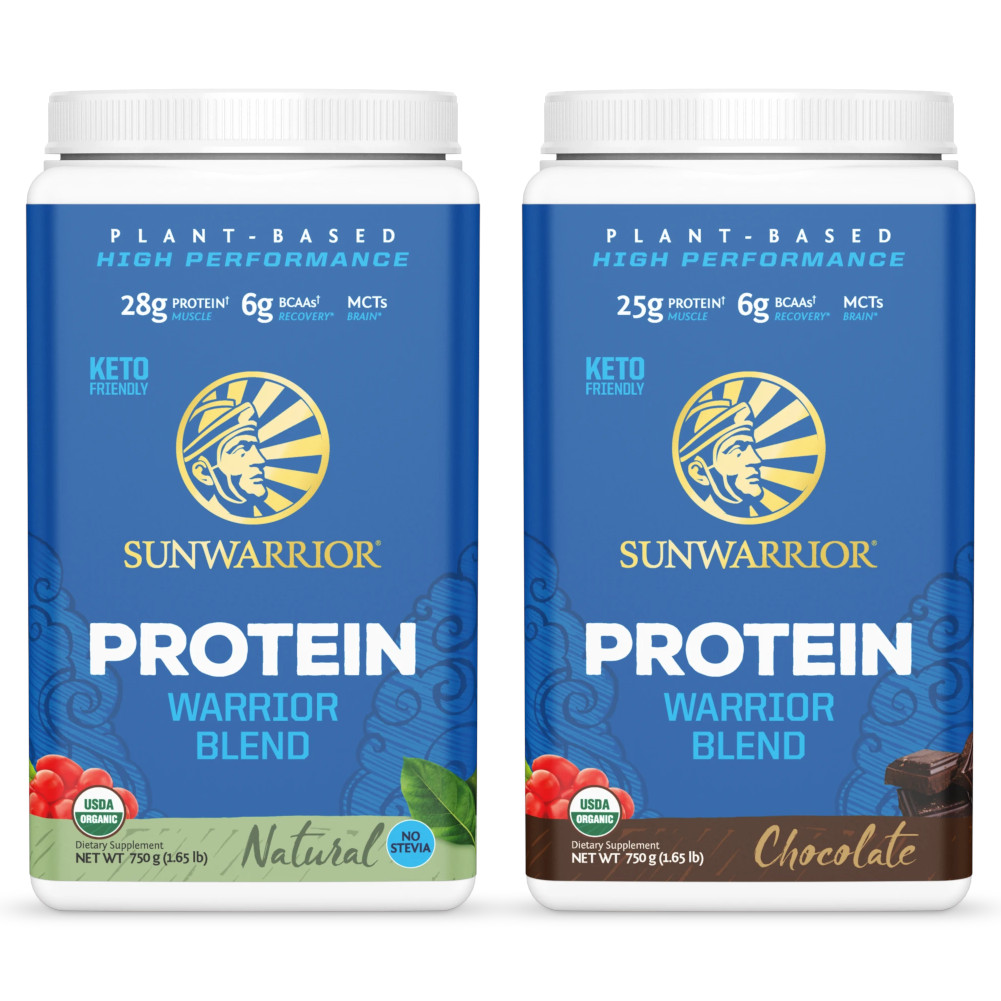 PLANT-BASED
HIGH PERFORMANCE
28g PROTEIN† 6g BCAAs† MCTs
MUSCLE RECOVERY* BRAIN*
KETO
FRIENDLY
SUNWARRIOR®
PROTEIN
WARRIOR
BLEND
USDA
ORGANIC
Dietary Supplement
NET WT 750 g (1.65 lb)
Natural
NO
STEVIA
PLANT-BASED
HIGH PERFORMANCE
25g PROTEIN† 6g BCAAs† MCTs
MUSCLE RECOVERY* BRAIN*
KETO
FRIENDLY
SUNWARRIOR®
PROTEIN
WARRIOR
BLEND
USDA
ORGANIC
Dietary Supplement
NET WT 750 g (1.65 lb)
Chocolate